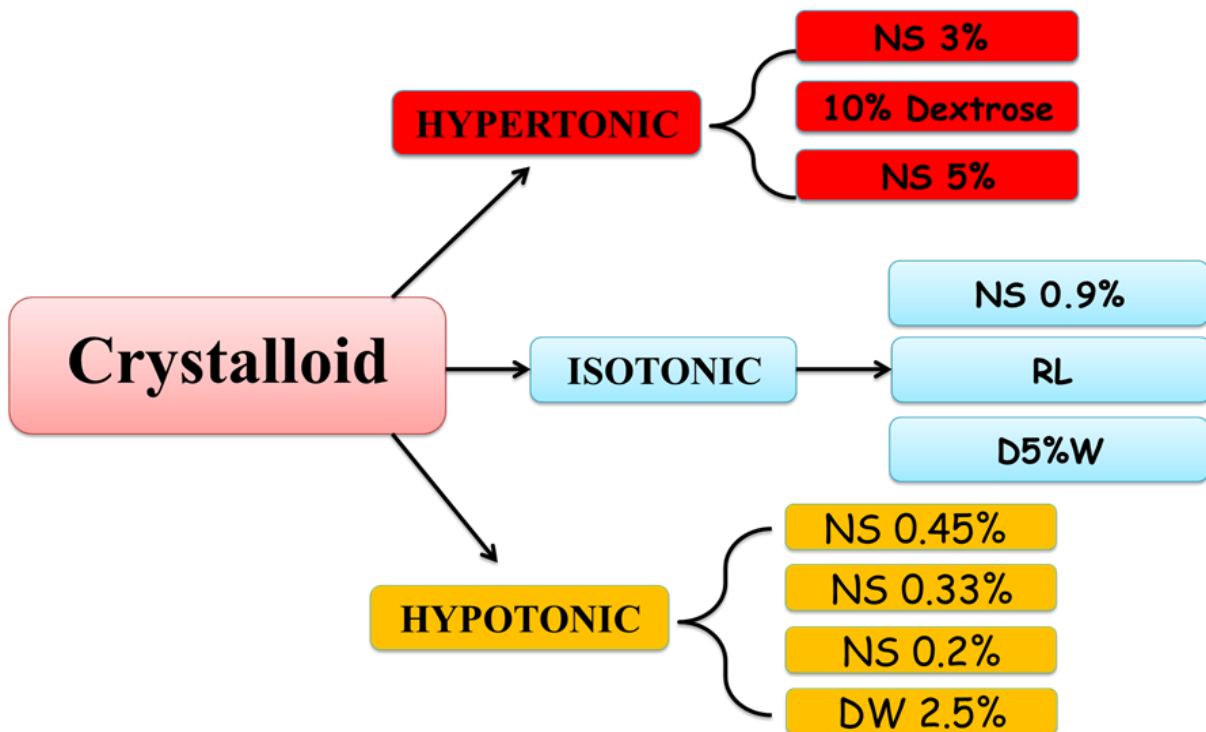 Crystalloid
HYPERTONIC
NS 3%
10% Dextrose
NS 5%
ISOTONIC
NS 0.9%
RL
D5%W
HYPOTONIC
NS 0.45%
NS 0.33%
NS 0.2%
DW 2.5%